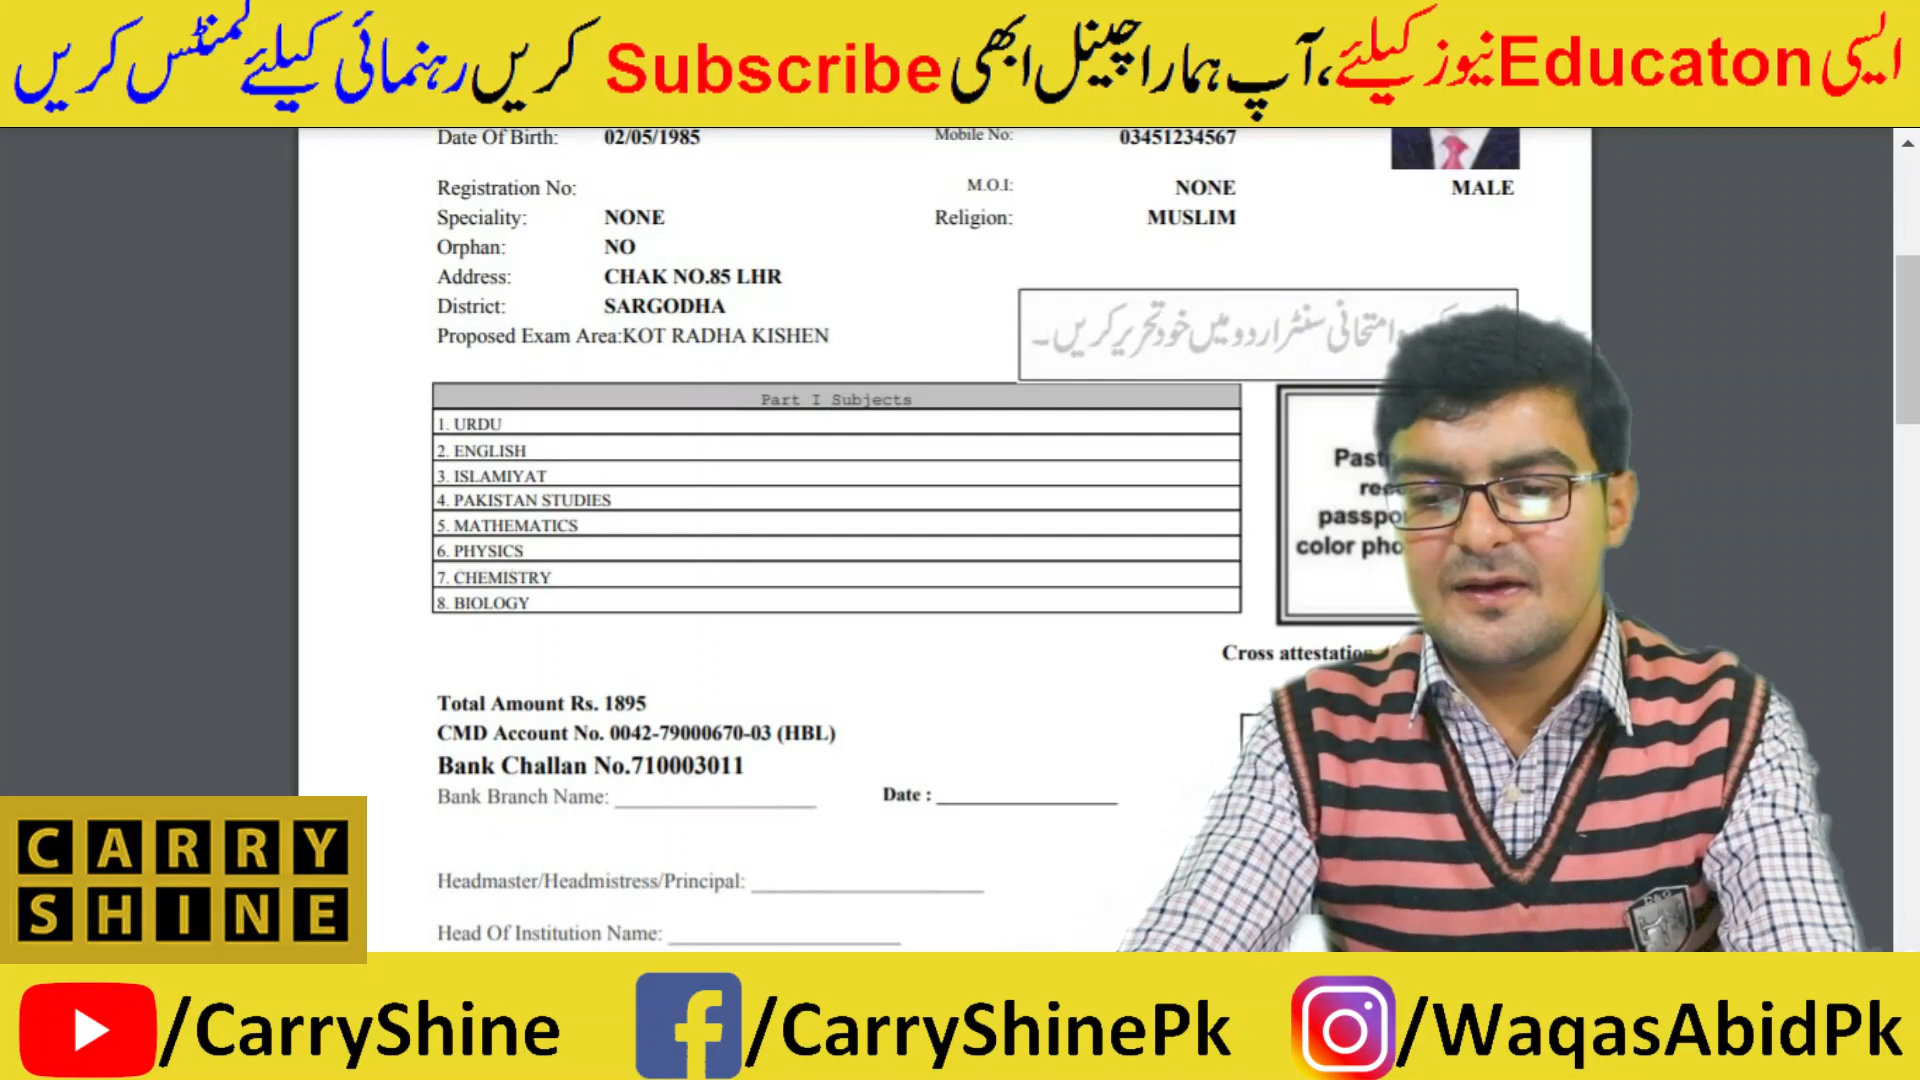 ایسی Educaton نیوز کیلئے، آپ ہمارا چینل ابھی Subscribe کریں رہنمائی کیلئے کمنٹس کریں
Date Of Birth: 02/05/1985 Mobile No: 03451234567
Registration No: M.O.I: NONE MALE
Speciality: NONE Religion: MUSLIM
Orphan: NO
Address: CHAK NO.85 LHR
District: SARGODHA
Proposed Exam Area:KOT RADHA KISHEN
امتحانی سنٹر اردو میں خود تحریر کریں۔
Part I Subjects
1. URDU
2. ENGLISH
3. ISLAMIYAT
4. PAKISTAN STUDIES
5. MATHEMATICS
6. PHYSICS
7. CHEMISTRY
8. BIOLOGY
color
Cross attestation
Total Amount Rs. 1895
CMD Account No. 0042-79000670-03 (HBL)
Bank Challan No.710003011
Bank Branch Name: Date :
Headmaster/Headmistress/Principal:
Head Of Institution Name:
CARRY
SHINE
/CarryShine /CarryShinePk /WaqasAbidPk